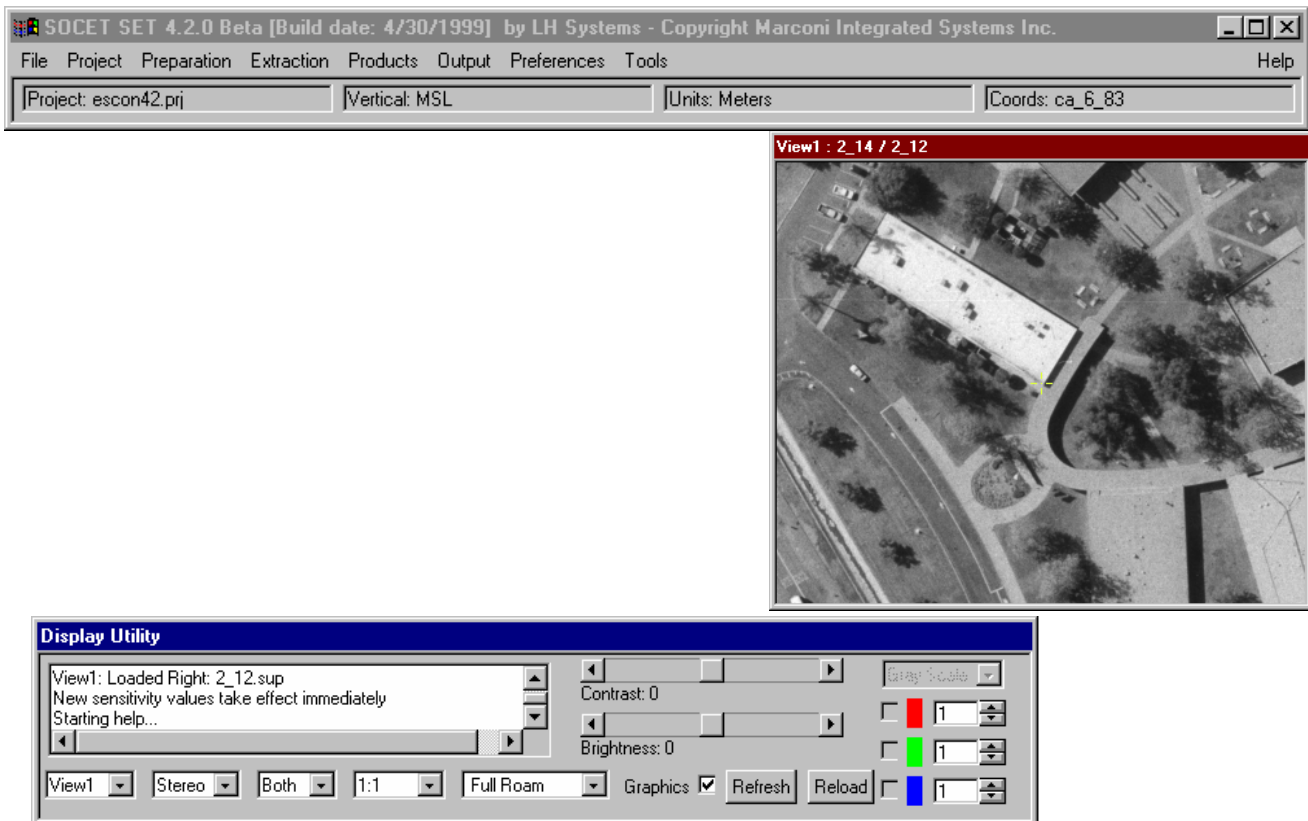 SOCET SET 4.2.0 Beta [Build date: 4/30/1999] by LH Systems - Copyright Marconi Integrated Systems Inc.
File Project Preparation Extraction Products Output Preferences Tools Help
Project: escon42.prj Vertical: MSL Units: Meters Coords: ca_6_83
View1 : 2_14 / 2_12
Display Utility
View1: Loaded Right: 2_12.sup
New sensitivity values take effect immediately
Starting help...
Contrast: 0
Brightness: 0
Gray Scale
1
1
1
View1 Stereo Both 1:1 Full Roam Graphics Refresh Reload